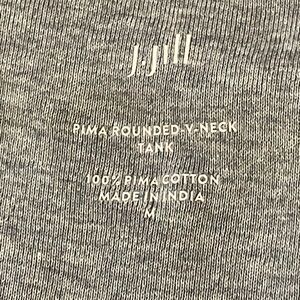 J.Jill
PIMA ROUNDED-V-NECK
TANK
100% PIMA COTTON
MADE IN INDIA
M